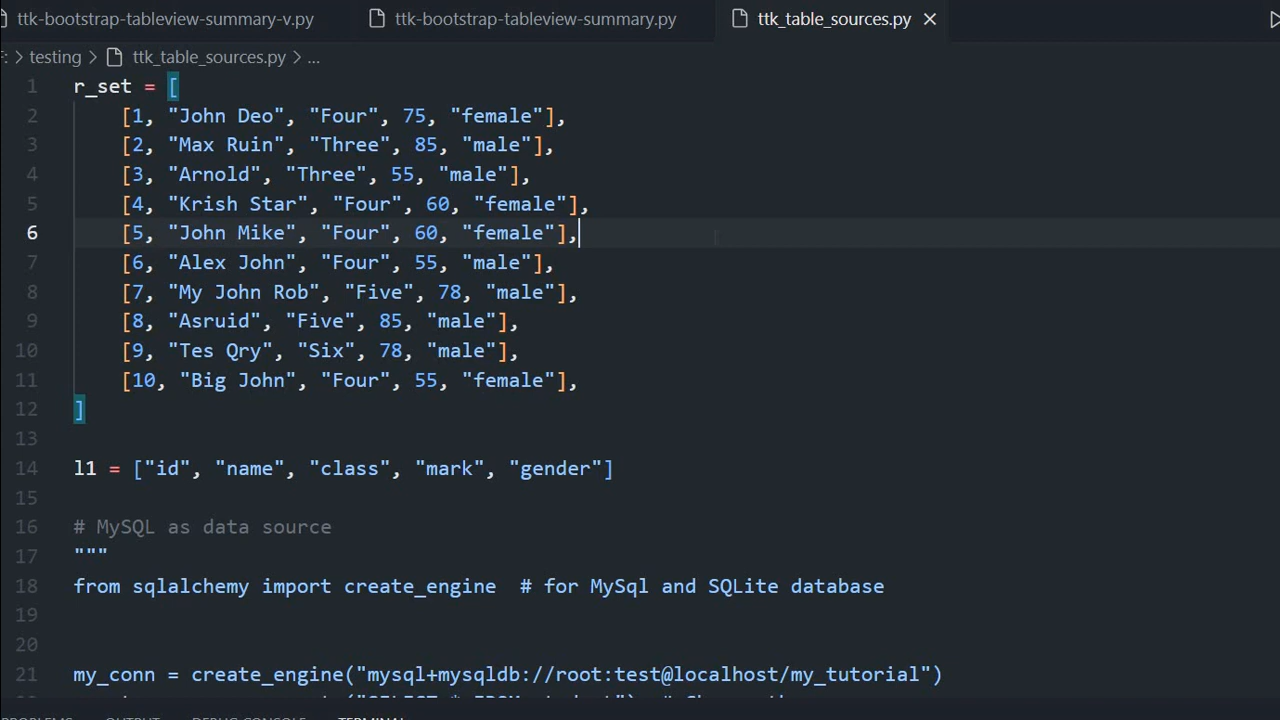 ttk-bootstrap-tableview-summary-v.py ttk-bootstrap-tableview-summary.py ttk_table_sources.py
testing > ttk_table_sources.py > ...
1 r_set = [
2 [1, "John Deo", "Four", 75, "female"],
3 [2, "Max Ruin", "Three", 85, "male"],
4 [3, "Arnold", "Three", 55, "male"],
5 [4, "Krish Star", "Four", 60, "female"],
6 [5, "John Mike", "Four", 60, "female"],
7 [6, "Alex John", "Four", 55, "male"],
8 [7, "My John Rob", "Five", 78, "male"],
9 [8, "Asruid", "Five", 85, "male"],
10 [9, "Tes Qry", "Six", 78, "male"],
11 [10, "Big John", "Four", 55, "female"],
12 ]
13
14 l1 = ["id", "name", "class", "mark", "gender"]
15
16 # MySQL as data source
17 """
18 from sqlalchemy import create_engine # for MySql and SQLite database
19
20
21 my_conn = create_engine("mysql+mysqldb://root:test@localhost/my_tutorial")
PROBLEMS OUTPUT DEBUG CONSOLE TERMINAL